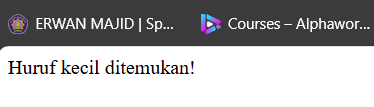 ERWAN MAJID | Sp... Courses – Alphawor...
Huruf kecil ditemukan!